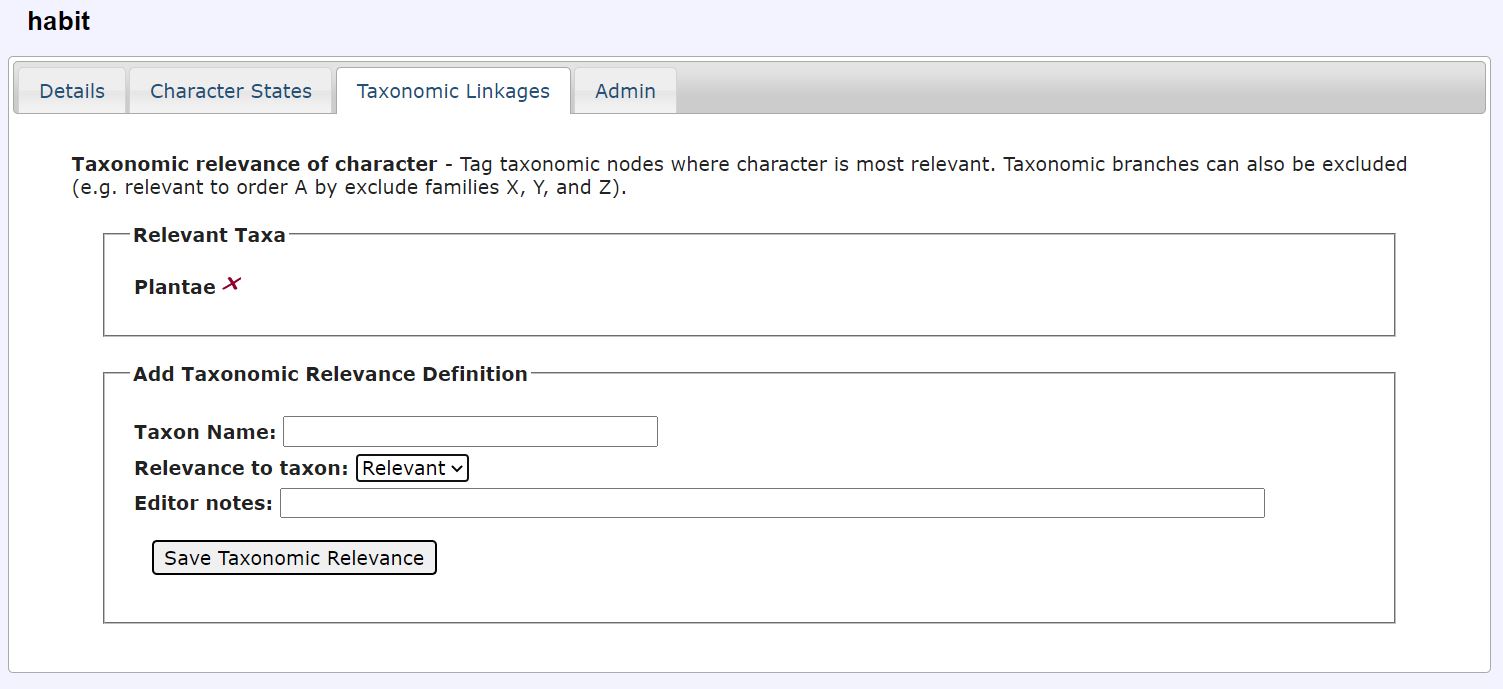 habit
Details Character States Taxonomic Linkages Admin
Taxonomic relevance of character - Tag taxonomic nodes where character is most relevant. Taxonomic branches can also be excluded
(e.g. relevant to order A by exclude families X, Y, and Z).
Relevant Taxa
Plantae
Add Taxonomic Relevance Definition
Taxon Name:
Relevance to taxon: Relevant
Editor notes:
Save Taxonomic Relevance